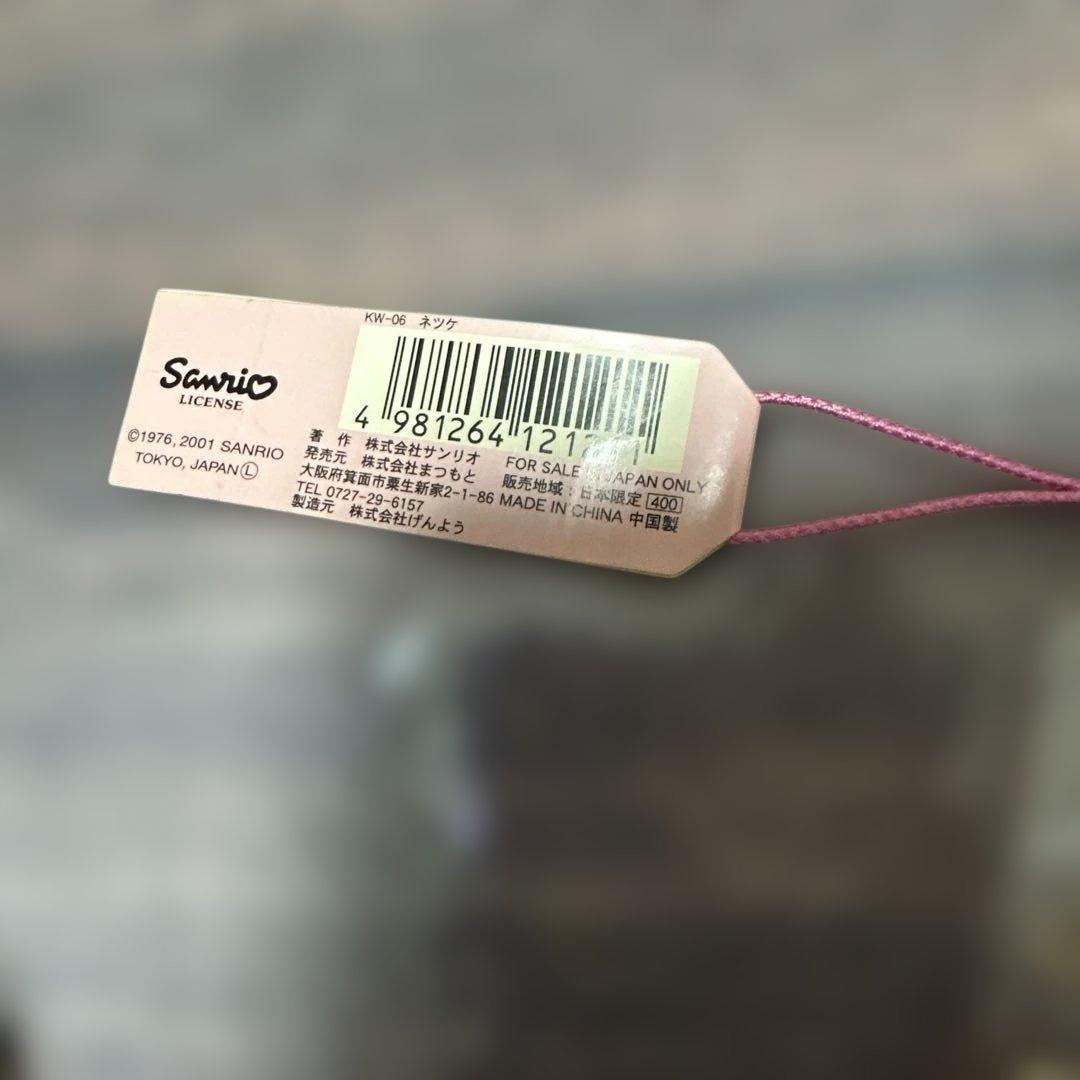 KW-06 ネツケ
Sanrio
LICENSE
©1976, 2001 SANRIO
TOKYO, JAPAN Ⓛ
4 981264
著 作 株式会社サンリオ
発売元 株式会社まつもと
大阪府箕面市粟生新家2-1-86
TEL 0727-29-6157
製造元 株式会社げんよう
FOR SALE IN JAPAN ONLY
販売地域：日本限定 400
MADE IN CHINA 中国製